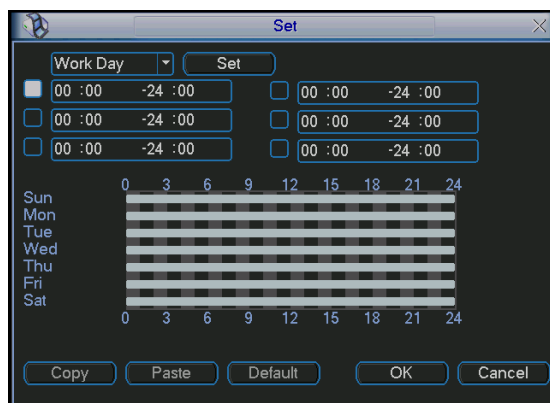 Set
Work Day Set
00 :00 -24 :00 00 :00 -24 :00
00 :00 -24 :00 00 :00 -24 :00
00 :00 -24 :00 00 :00 -24 :00
0 3 6 9 12 15 18 21 24
Sun
Mon
Tue
Wed
Thu
Fri
Sat
0 3 6 9 12 15 18 21 24
Copy Paste Default OK Cancel